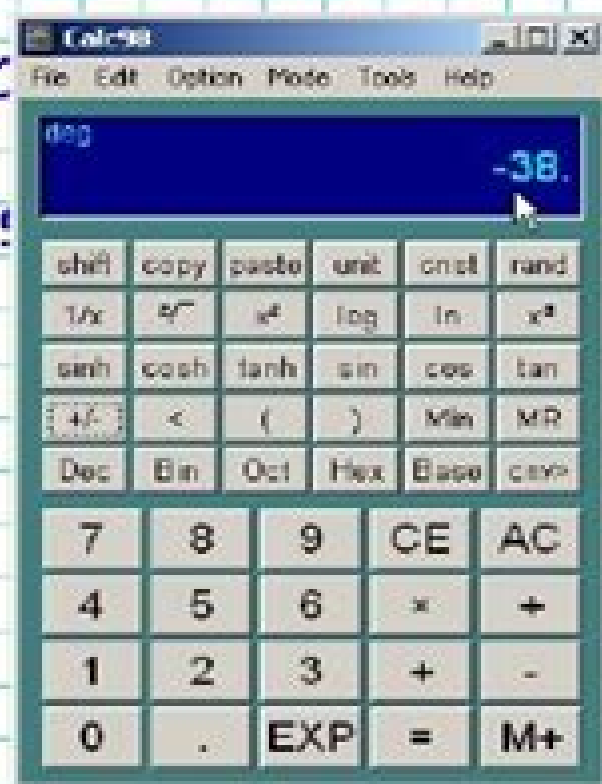 Calc98
File Edit Option Mode Tools Help
deg
-38.
shift copy paste unit cnst rand
1/x log ln
sinh cosh tanh sin cos tan
+/- < ( ) Min MR
Dec Bin Oct Hex Base
7 8 9 CE AC
4 5 6 ×
1 2 3 + -
0 . EXP = M+